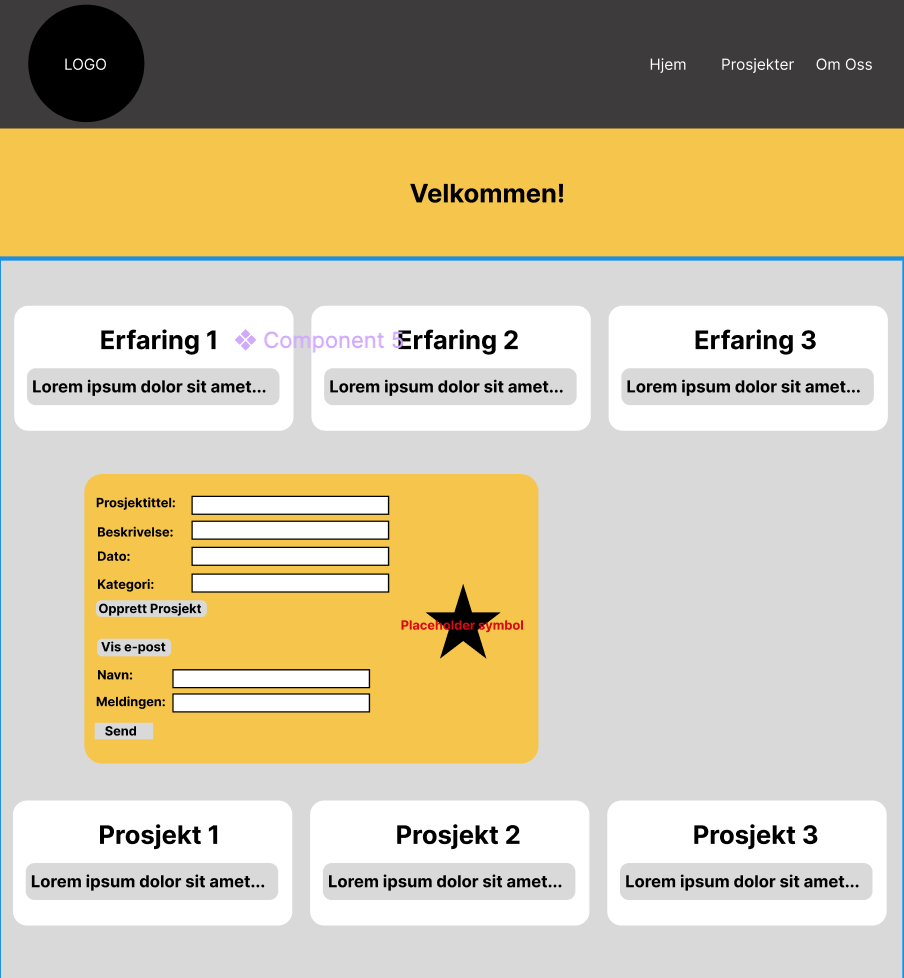 LOGO
Hjem Prosjekter Om Oss
Velkommen!
Erfaring 1
Component 5
Erfaring 2
Erfaring 3
Lorem ipsum dolor sit amet...
Lorem ipsum dolor sit amet...
Lorem ipsum dolor sit amet...
Prosjektittel:
Beskrivelse:
Dato:
Kategori:
Opprett Prosjekt
Placeholder symbol
Vis e-post
Navn:
Meldingen:
Send
Prosjekt 1
Prosjekt 2
Prosjekt 3
Lorem ipsum dolor sit amet...
Lorem ipsum dolor sit amet...
Lorem ipsum dolor sit amet...